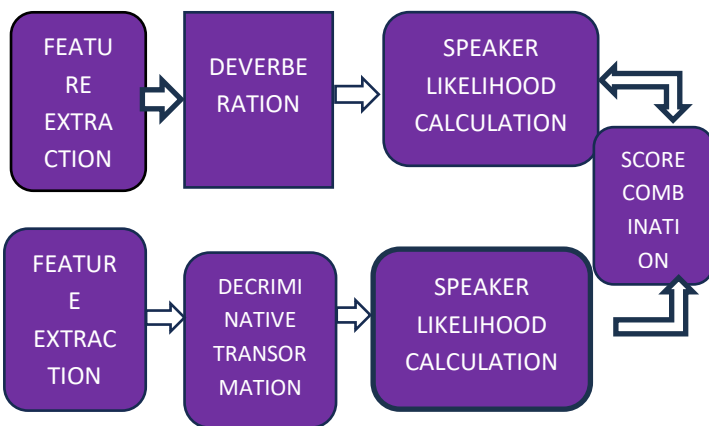 FEATU
RE
EXTRA
CTION
DEVERBE
RATION
SPEAKER
LIKELIHOOD
CALCULATION
SCORE
COMB
INATI
ON
FEATUR
E
EXTRAC
TION
DECRIMI
NATIVE
TRANSOR
MATION
SPEAKER
LIKELIHOOD
CALCULATION